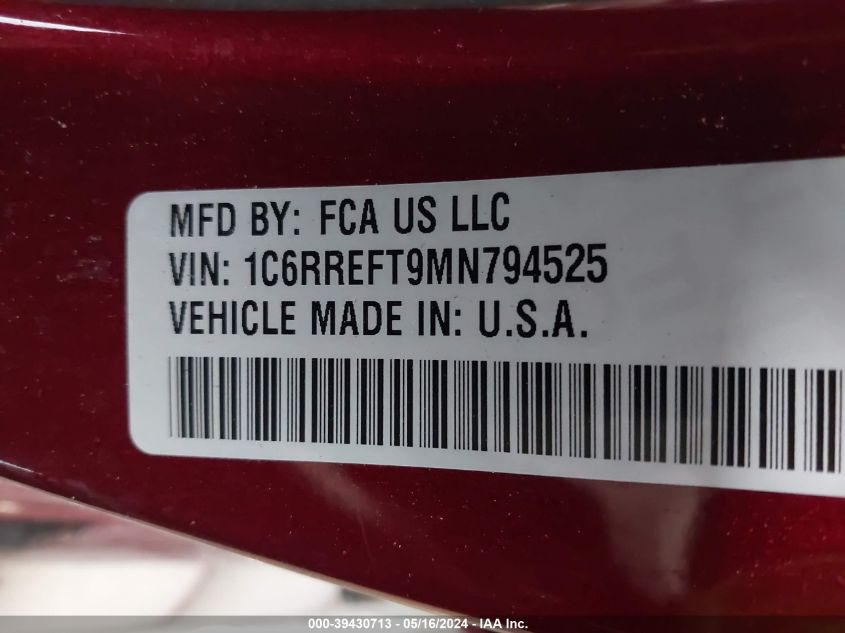 MFD BY: FCA US LLC
VIN: 1C6RREFT9MN794525
VEHICLE MADE IN: U.S.A.
000-39430713 - 05/16/2024 - IAA Inc.